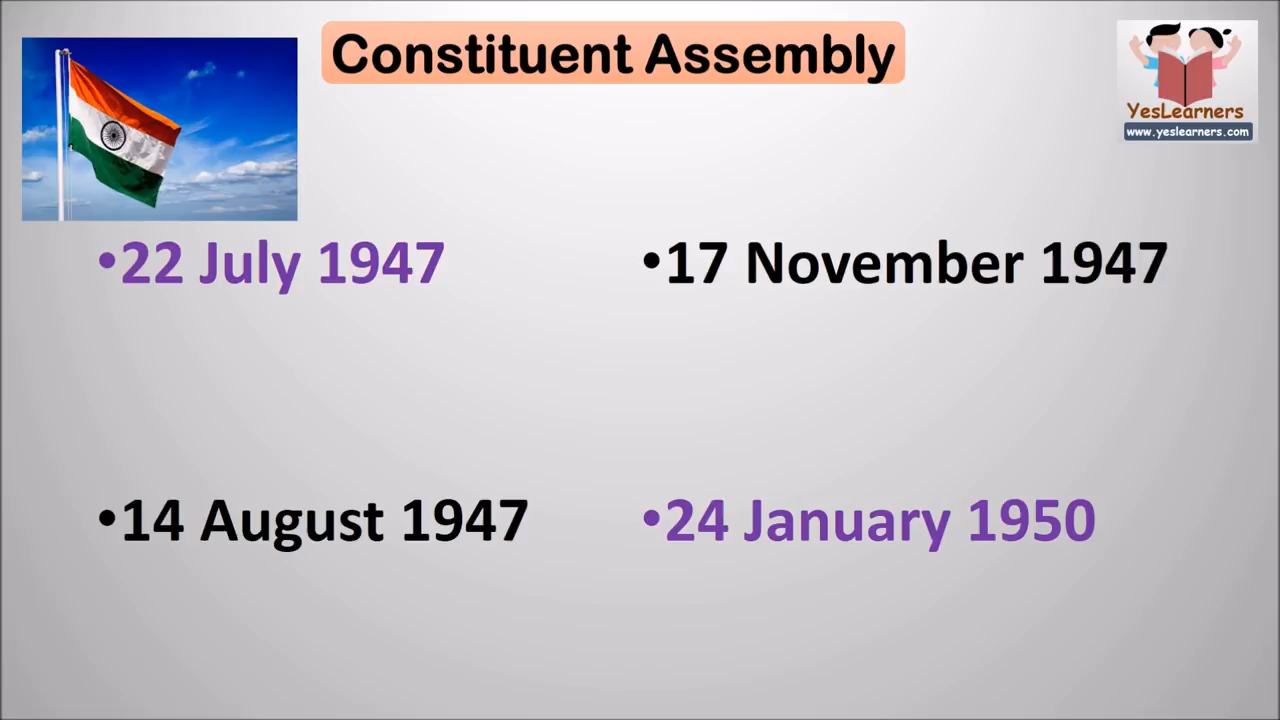 Constituent Assembly
YesLearners
www.yeslearners.com
•22 July 1947
•17 November 1947
•14 August 1947
•24 January 1950